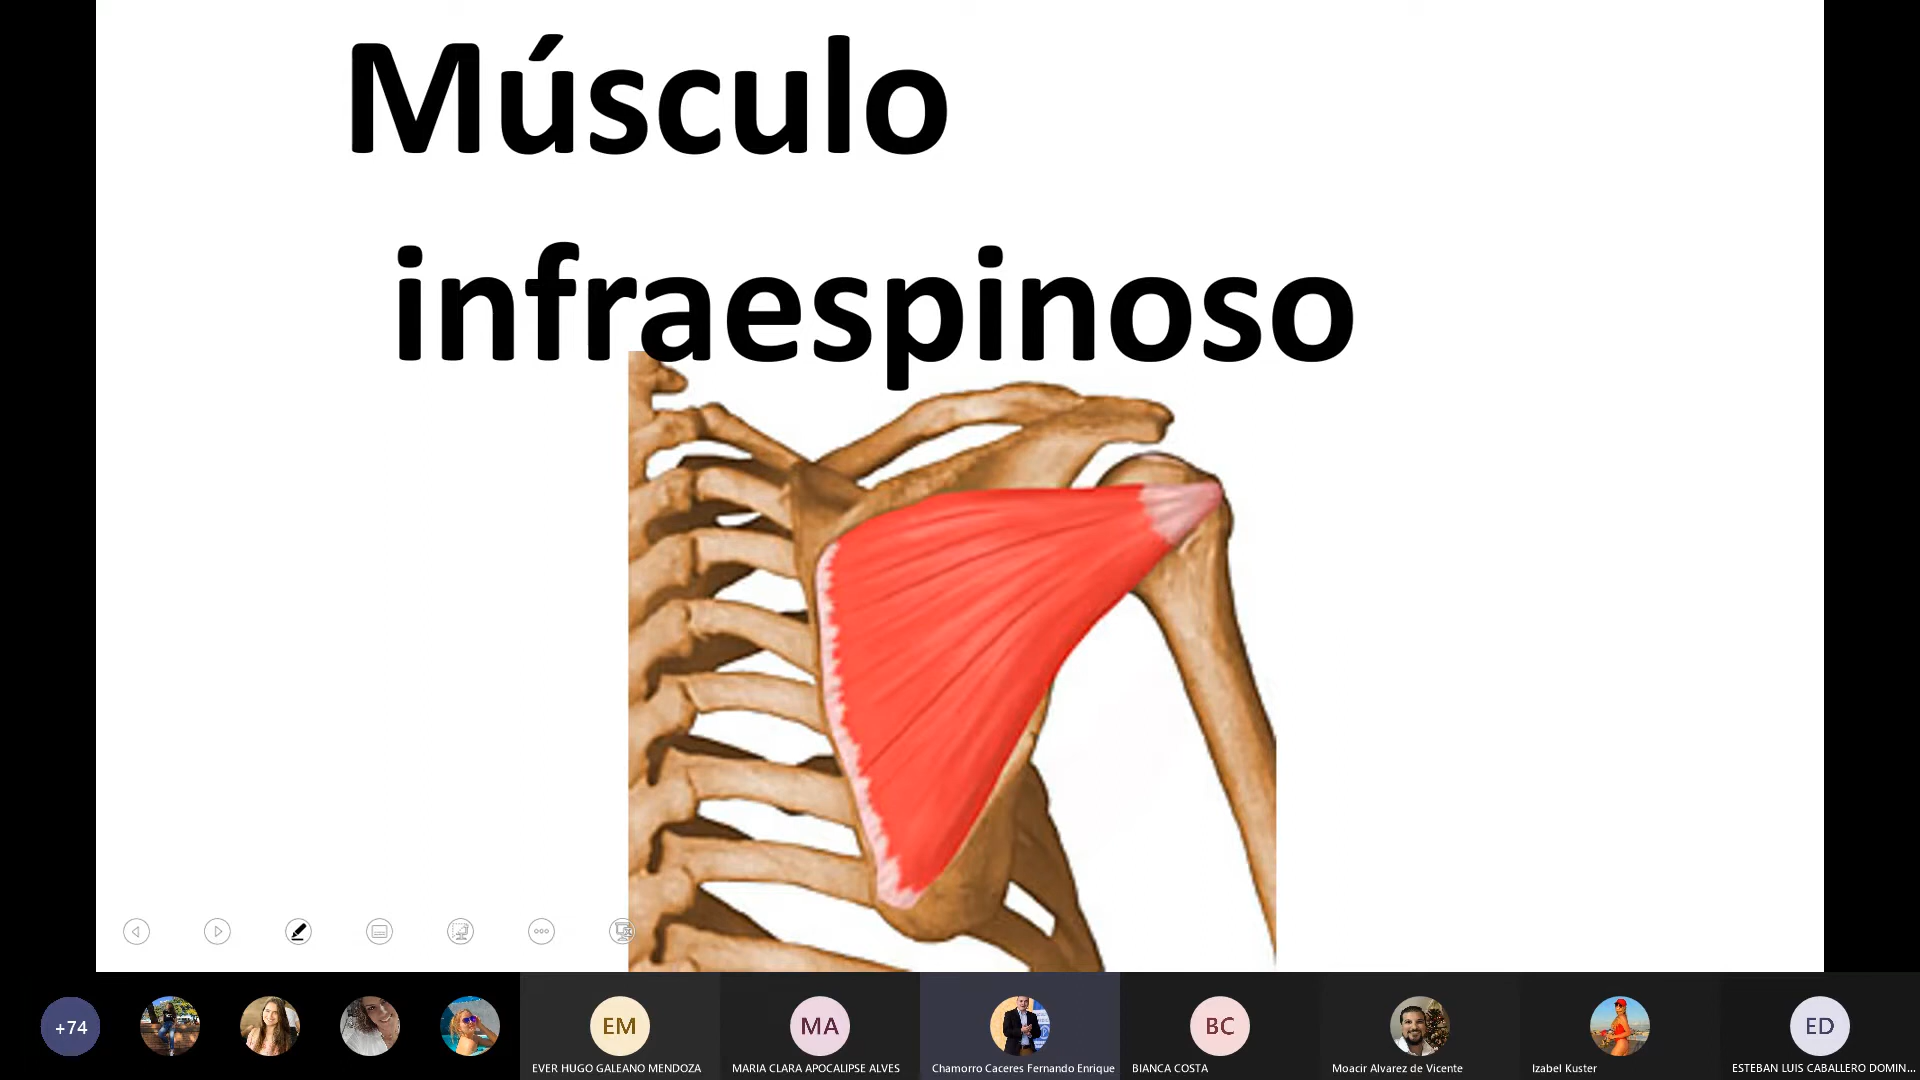 Músculo
infraespinoso
+74
EM
MA
BC
ED
EVER HUGO GALEANO MENDOZA
MARIA CLARA APOCALIPSE ALVES
Chamorro Caceres Fernando Enrique
BIANCA COSTA
Moacir Alvarez de Vicente
Izabel Kuster
ESTEBAN LUIS CABALLERO DOMIN...